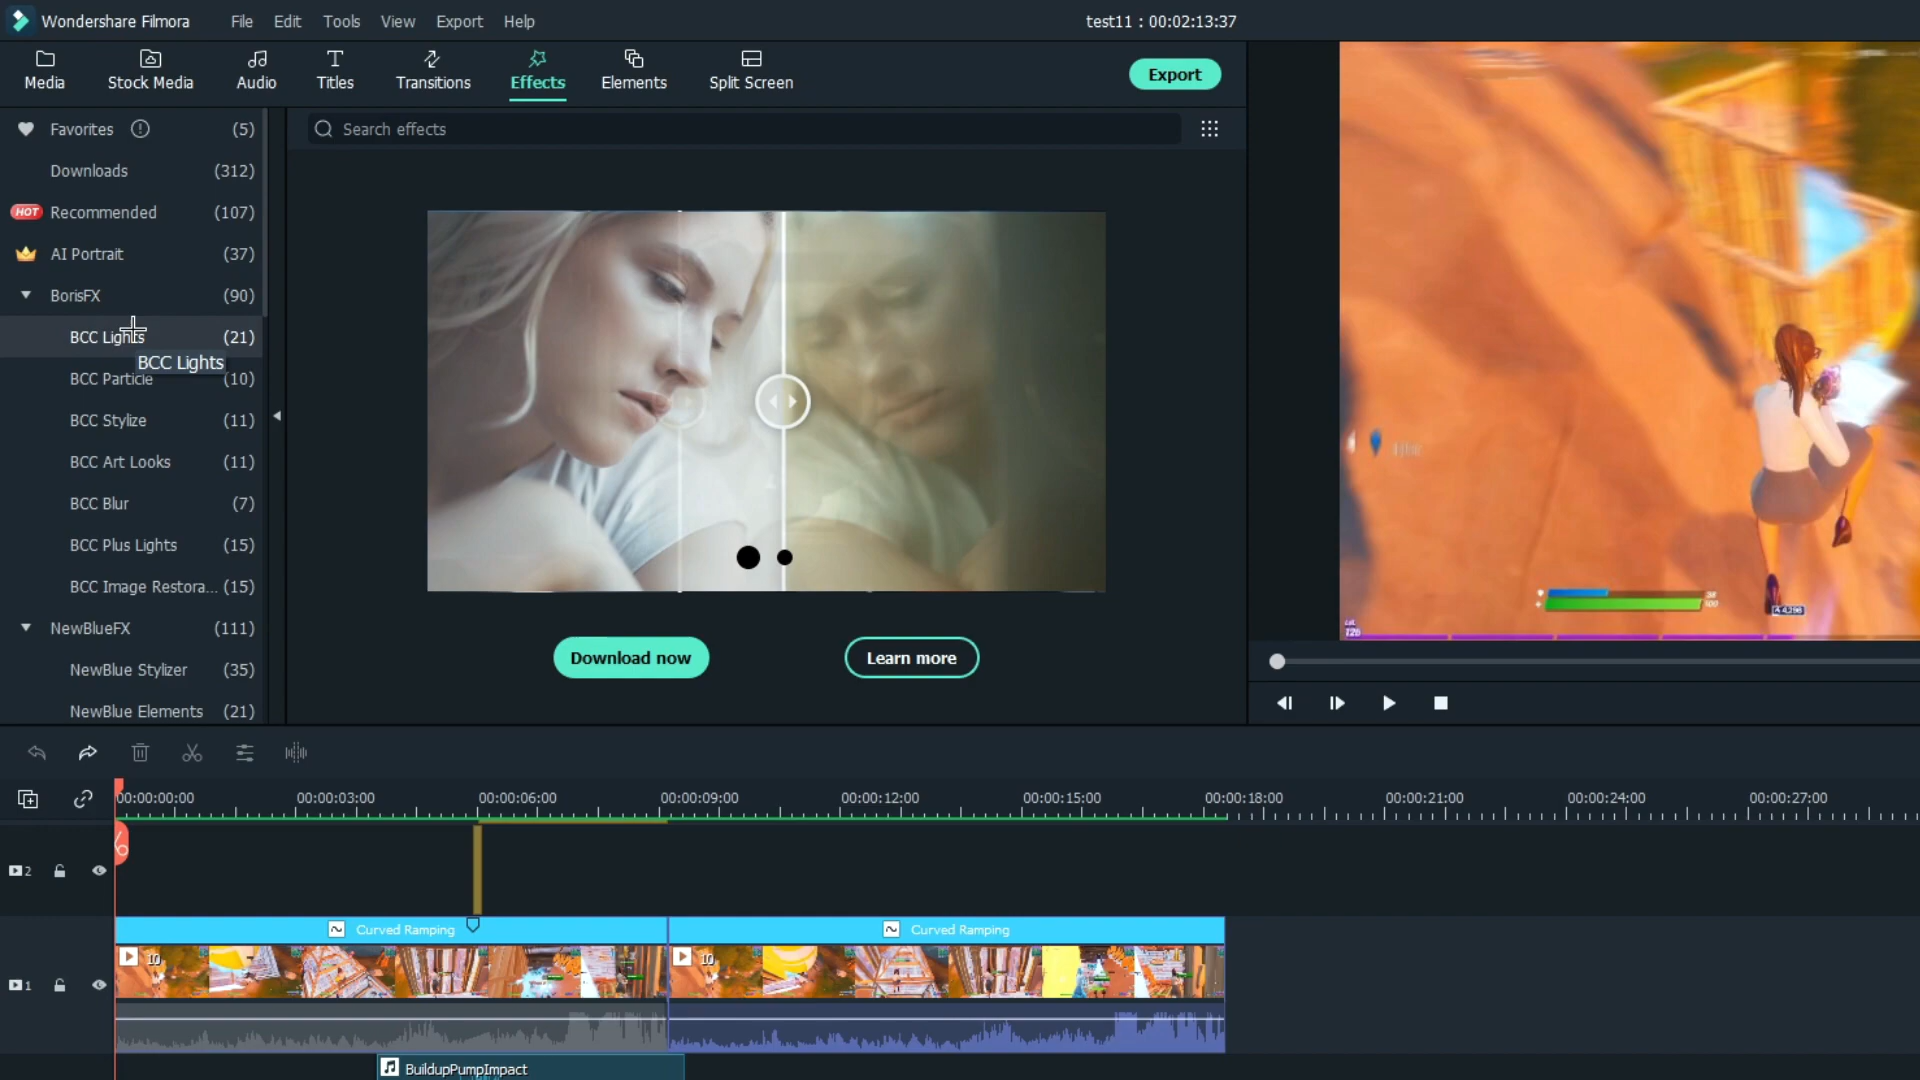 Wondershare Filmora File Edit Tools View Export Help test11 : 00:02:13:37
Media Stock Media Audio Titles Transitions Effects Elements Split Screen Export
Favorites (5)
Search effects
Downloads (312)
HOT Recommended (107)
AI Portrait (37)
BorisFX (90)
BCC Lights (21)
BCC Lights
BCC Particle (10)
BCC Stylize (11)
BCC Art Looks (11)
BCC Blur (7)
BCC Plus Lights (15)
BCC Image Restora... (15)
NewBlueFX (111)
NewBlue Stylizer (35)
NewBlue Elements (21)
Download now Learn more
100
126
00:00:00:00 00:00:03:00 00:00:06:00 00:00:09:00 00:00:12:00 00:00:15:00 00:00:18:00 00:00:21:00 00:00:24:00 00:00:27:00
2
Curved Ramping Curved Ramping
10 10
1
BuildupPumpImpact